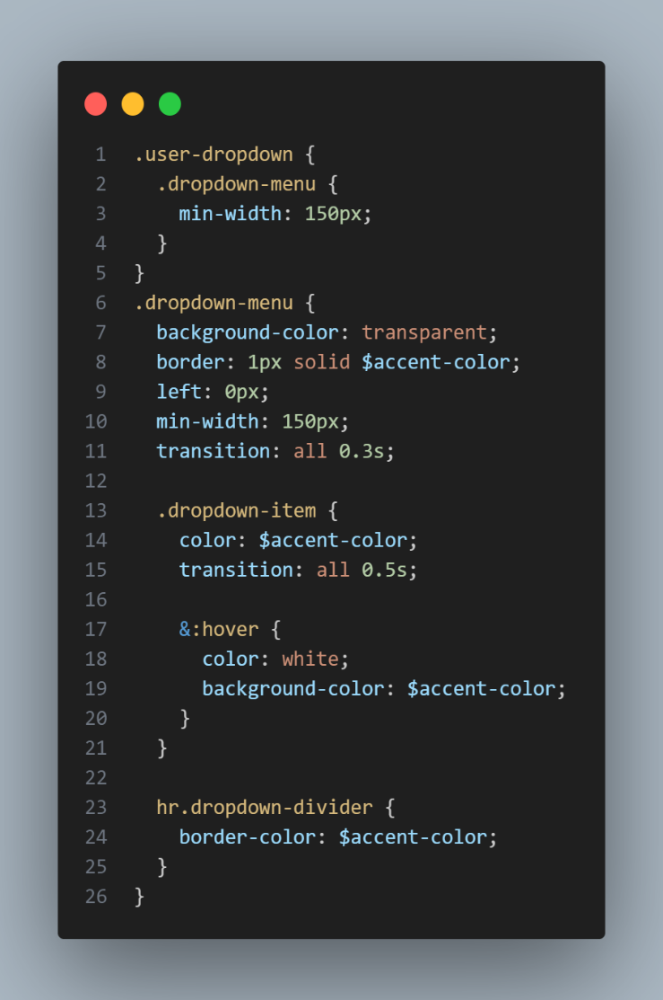 1 .user-dropdown {
2   .dropdown-menu {
3     min-width: 150px;
4   }
5 }
6 .dropdown-menu {
7   background-color: transparent;
8   border: 1px solid $accent-color;
9   left: 0px;
10   min-width: 150px;
11   transition: all 0.3s;
12
13   .dropdown-item {
14     color: $accent-color;
15     transition: all 0.5s;
16
17     &:hover {
18       color: white;
19       background-color: $accent-color;
20     }
21   }
22
23   hr.dropdown-divider {
24     border-color: $accent-color;
25   }
26 }